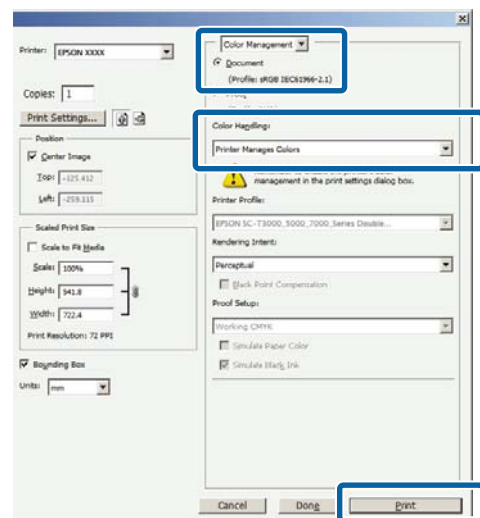 Printer: EPSON XXXX
Copies: 1
Print Settings...
Position
Center Image
Top: -125.412
Left: -259.115
Scaled Print Size
Scale to Fit Media
Scale: 100%
Height: 541.8
Width: 722.4
Print Resolution: 72 PPI
Bounding Box
Units: mm
Color Management
Document
(Profile: sRGB IEC61966-2.1)
Color Handling:
Printer Manages Colors
management in the print settings dialog box.
Printer Profile:
EPSON SC-T3000_5000_7000_Series Double...
Rendering Intent:
Perceptual
Black Point Compensation
Proof Setup:
Working CMYK
Simulate Paper Color
Simulate Black Ink
Cancel
Done
Print